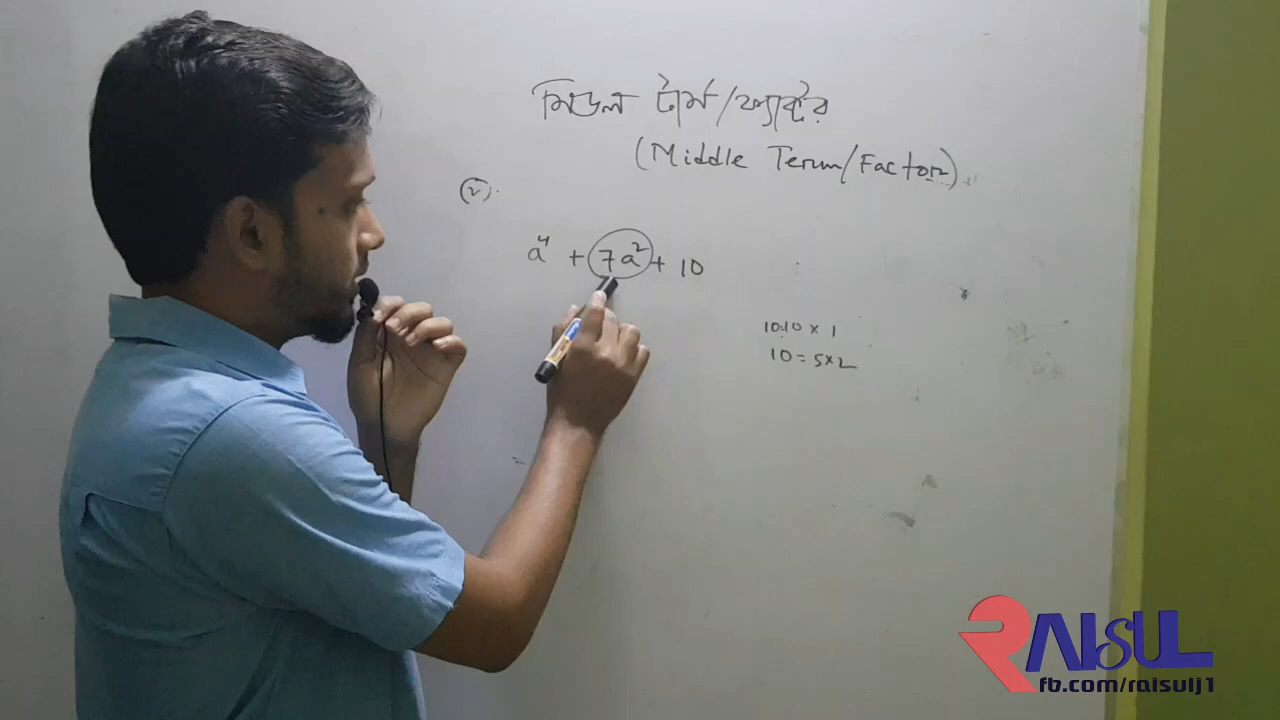 মিডল টার্ম/ফ্যাক্টর
(Middle Term/Factor)
(২).
a⁴ + 7a² + 10
10:10 × 1
10 = 5×2
RAISUL
fb.com/raisulj1